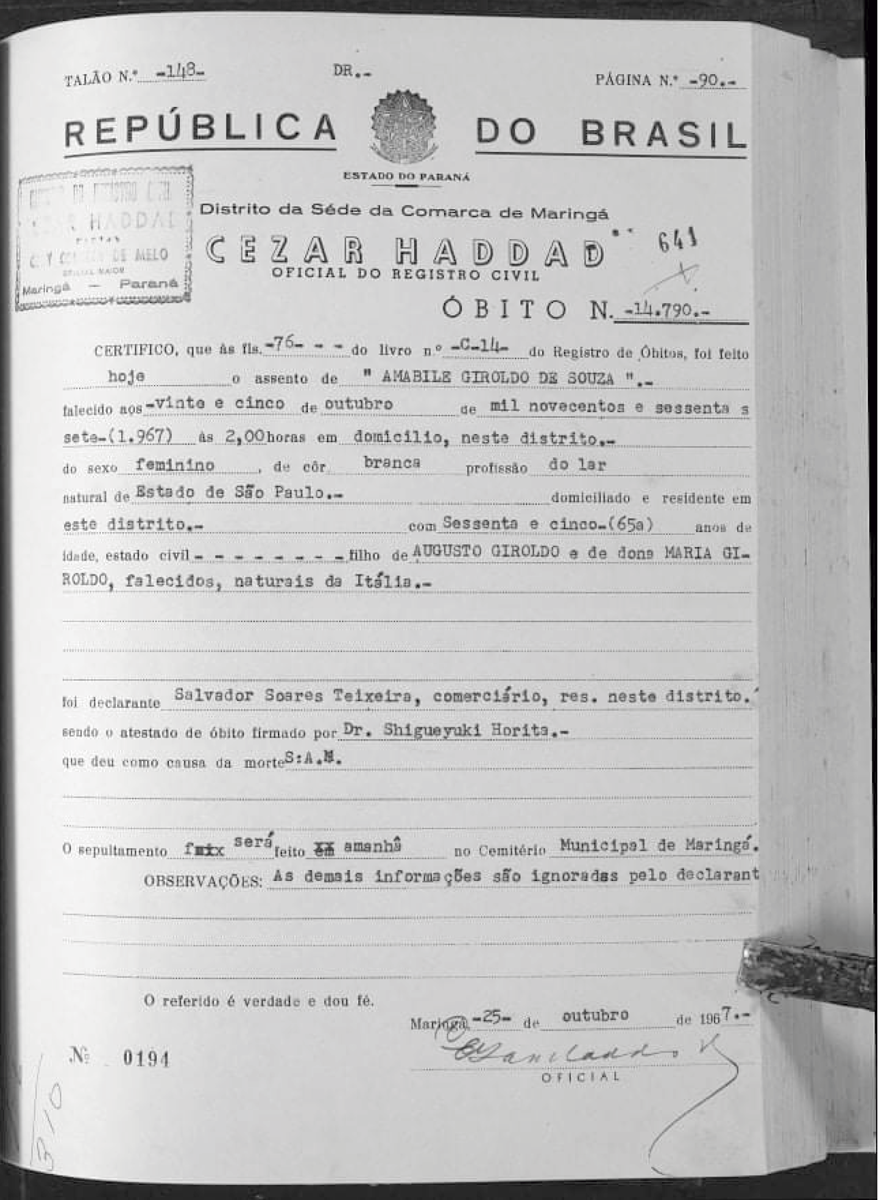 TALÃO N.º -148- DR.- PÁGINA N.º -90.-
REPÚBLICA DO BRASIL
ESTADO DO PARANÁ
HADDAD
DE MELO
Maringá — Paraná
Distrito da Séde da Comarca de Maringá
CEZAR HADDAD
641
OFICIAL DO REGISTRO CIVIL
ÓBITO N. -14.790.-
CERTIFICO, que às fls. -76- - - do livro n.º -C-14- do Registro de Óbitos, foi feito
hoje o assento de " AMABILE GIROLDO DE SOUZA ".-
falecido aos -vinte e cinco de outubro de mil novecentos e sessenta s
sete-(1.967) às 2,00 horas em domicilio, neste distrito.-
do sexo feminino , de côr branca profissão do lar
natural de Estado de São Paulo.- domiciliado e residente em
este distrito.- com Sessenta e cinco-(65a) anos de
idade, estado civil - - - - - - - filho de AUGUSTO GIROLDO e de dona MARIA GI-
ROLDO, falecidos, naturais da Itália.-
foi declarante Salvador Soares Teixeira, comerciário, res. neste distrito.
sendo o atestado de óbito firmado por Dr. Shigueyuki Horita.-
que deu como causa da morte S:A.M.
O sepultamento será feito amanhã no Cemitério Municipal de Maringá.
OBSERVAÇÕES: As demais informações são ignoradas pelo declarant
O referido é verdade e dou fé.
Maringá, -25- de outubro de 1967.-
Nº 0194
OFICIAL
310